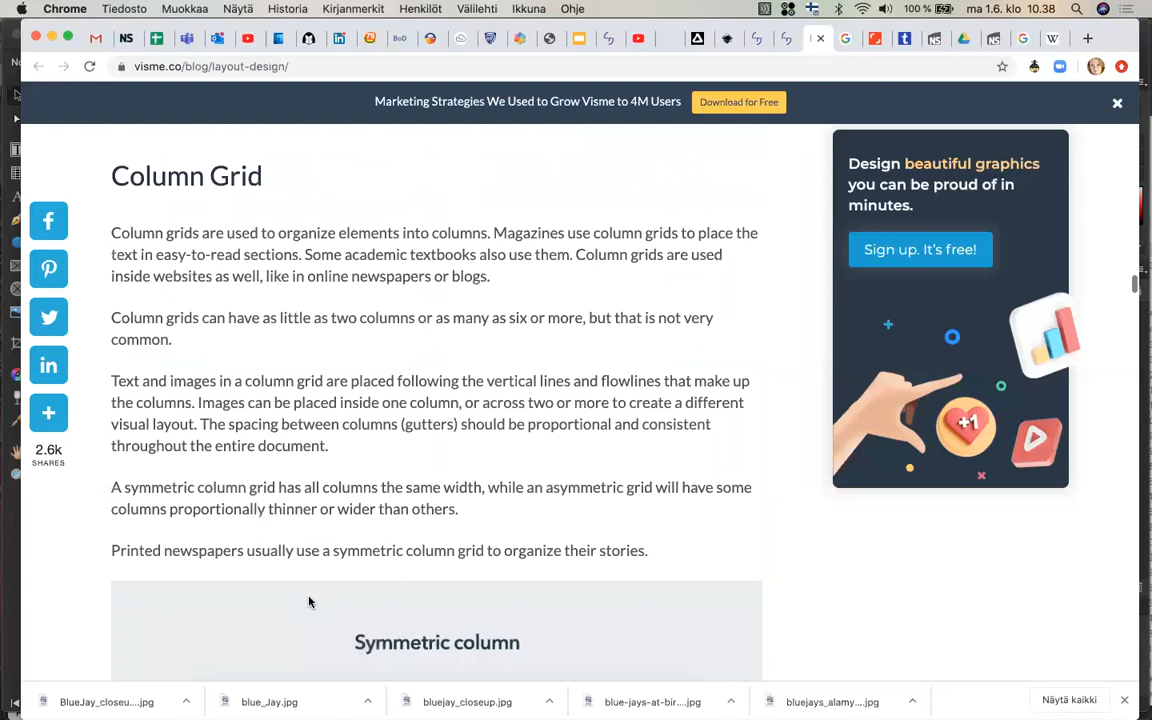 Chrome Tiedosto Muokkaa Näytä Historia Kirjanmerkit Henkilöt Välilehti Ikkuna Ohje 100 % ma 1.6. klo 10.38
visme.co/blog/layout-design/
Marketing Strategies We Used to Grow Visme to 4M Users Download for Free
Column Grid
Column grids are used to organize elements into columns. Magazines use column grids to place the
text in easy-to-read sections. Some academic textbooks also use them. Column grids are used
inside websites as well, like in online newspapers or blogs.
Column grids can have as little as two columns or as many as six or more, but that is not very
common.
Text and images in a column grid are placed following the vertical lines and flowlines that make up
the columns. Images can be placed inside one column, or across two or more to create a different
visual layout. The spacing between columns (gutters) should be proportional and consistent
throughout the entire document.
A symmetric column grid has all columns the same width, while an asymmetric grid will have some
columns proportionally thinner or wider than others.
Printed newspapers usually use a symmetric column grid to organize their stories.
Symmetric column
2.6k
SHARES
Design beautiful graphics
you can be proud of in
minutes.
Sign up. It's free!
+1
BlueJay_closeu....jpg blue_Jay.jpg bluejay_closeup.jpg blue-jays-at-bir....jpg bluejays_alamy....jpg Näytä kaikki